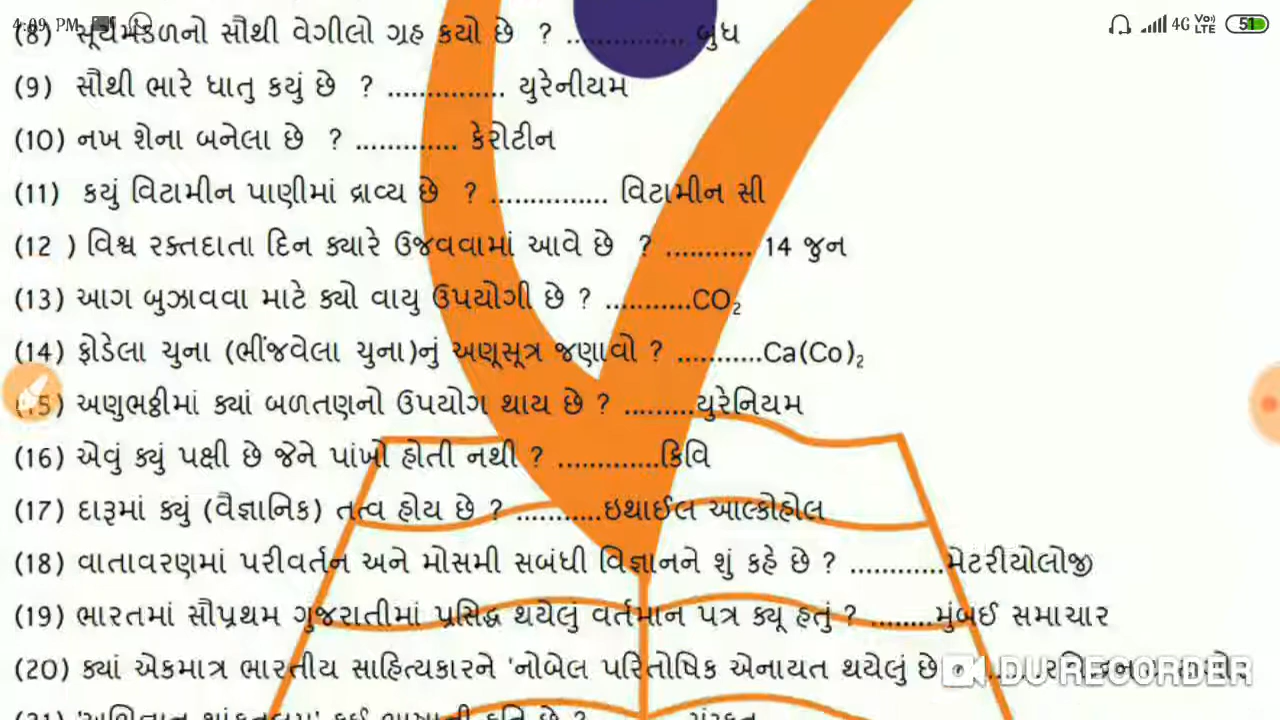 4:09 PM 4G Vo) LTE 51
(8) સૂર્યમંડળનો સૌથી વેગીલો ગ્રહ કયો છે ? ............... બુધ
(9) સૌથી ભારે ધાતુ કયું છે ? ............... યુરેનીયમ
(10) નખ શેના બનેલા છે ? ............. કેરોટીન
(11) કયું વિટામીન પાણીમાં દ્રાવ્ય છે ? ............... વિટામીન સી
(12 ) વિશ્વ રક્તદાતા દિન ક્યારે ઉજવવામાં આવે છે ? ........... 14 જુન
(13) આગ બુઝાવવા માટે ક્યો વાયુ ઉપયોગી છે ? ...........CO₂
(14) ફોડેલા ચુના (ભીંજવેલા ચુના)નું અણૂસૂત્ર જણાવો ? ...........Ca(Co)₂
(15) અણુભઠ્ઠીમાં ક્યાં બળતણનો ઉપયોગ થાય છે ? .........યુરેનિયમ
(16) એવું ક્યું પક્ષી છે જેને પાંખો હોતી નથી ? .............કિવિ
(17) દારૂમાં ક્યું (વૈજ્ઞાનિક) તત્વ હોય છે ? ...........ઇથાઈલ આલ્કોહોલ
(18) વાતાવરણમાં પરીવર્તન અને મોસમી સબંધી વિજ્ઞાનને શું કહે છે ? ............મેટરીયોલોજી
(19) ભારતમાં સૌપ્રથમ ગુજરાતીમાં પ્રસિદ્ધ થયેલું વર્તમાન પત્ર ક્યૂ હતું ? ........મુંબઈ સમાચાર
(20) ક્યાં એકમાત્ર ભારતીય સાહિત્યકારને 'નોબેલ પરિતોષિક એનાયત થયેલું છે
DU RECORDER